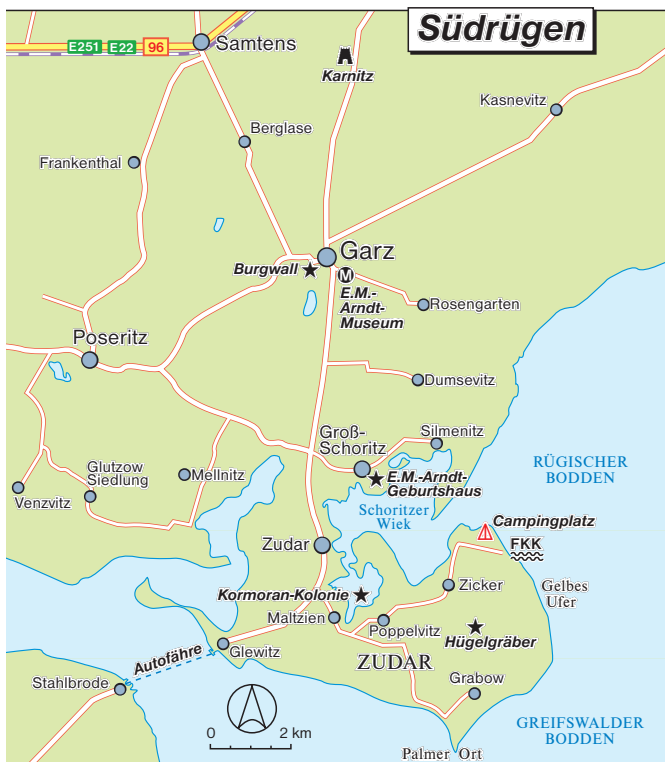 Südrügen
E251 E22 96
Samtens
Karnitz
Kasnevitz
Berglase
Frankenthal
Garz
Burgwall
M
E.M.-
Arndt-
Museum
Rosengarten
Poseritz
Dumsevitz
Groß-
Schoritz
Silmenitz
RÜGISCHER
BODDEN
Glutzow
Siedlung
Mellnitz
E.M.-Arndt-
Geburtshaus
Venzvitz
Schoritzer
Wiek
Campingplatz
FKK
Zudar
Zicker
Gelbes
Ufer
Kormoran-Kolonie
Maltzien
Poppelvitz
Hügelgräber
Glewitz
ZUDAR
Autofähre
Stahlbrode
Grabow
0 2 km
GREIFSWALDER
BODDEN
Palmer Ort